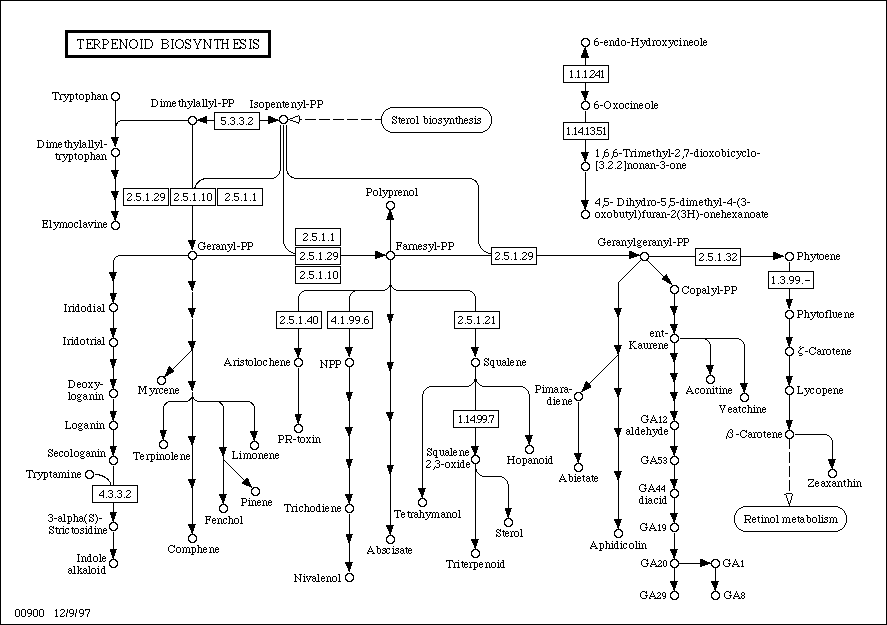 TERPENOID BIOSYNTHESIS
6-endo-Hydroxycineole
1.1.1.241
6-Oxocineole
1.14.13.51
1,6,6-Trimethyl-2,7-dioxobicyclo-
[3.2.2]nonan-3-one
4,5- Dihydro-5,5-dimethyl-4-(3-
oxobutyl)furan-2(3H)-onehexanoate
Tryptophan
Dimethylallyl-PP
Isopentenyl-PP
5.3.3.2
Sterol biosynthesis
Dimethylallyl-
tryptophan
2.5.1.29
2.5.1.10
2.5.1.1
Elymoclavine
Polyprenol
Geranyl-PP
2.5.1.1
2.5.1.29
2.5.1.10
Farnesyl-PP
2.5.1.29
Geranylgeranyl-PP
2.5.1.32
Phytoene
1.3.99.-
Copalyl-PP
Iridodial
2.5.1.40
4.1.99.6
2.5.1.21
Phytofluene
Iridotrial
ent-
Kaurene
ζ-Carotene
Aristolochene
NPP
Squalene
Myrcene
Deoxy-
loganin
Pimara-
diene
Aconitine
Lycopene
Veatchine
Loganin
1.14.99.7
GA12
aldehyde
β-Carotene
PR-toxin
Terpinolene
Limonene
Secologanin
Squalene
2,3-oxide
Hopanoid
GA53
Tryptamine
Abietate
Zeaxanthin
4.3.3.2
Pinene
GA44
diacid
Fenchol
Trichodiene
Tetrahymanol
Sterol
Retinol metabolism
3-alpha(S)-
Strictosidine
GA19
Comphene
Abscisate
Aphidicolin
Indole
alkaloid
Triterpenoid
GA20
GA1
Nivalenol
GA29
GA8
00900 12/9/97